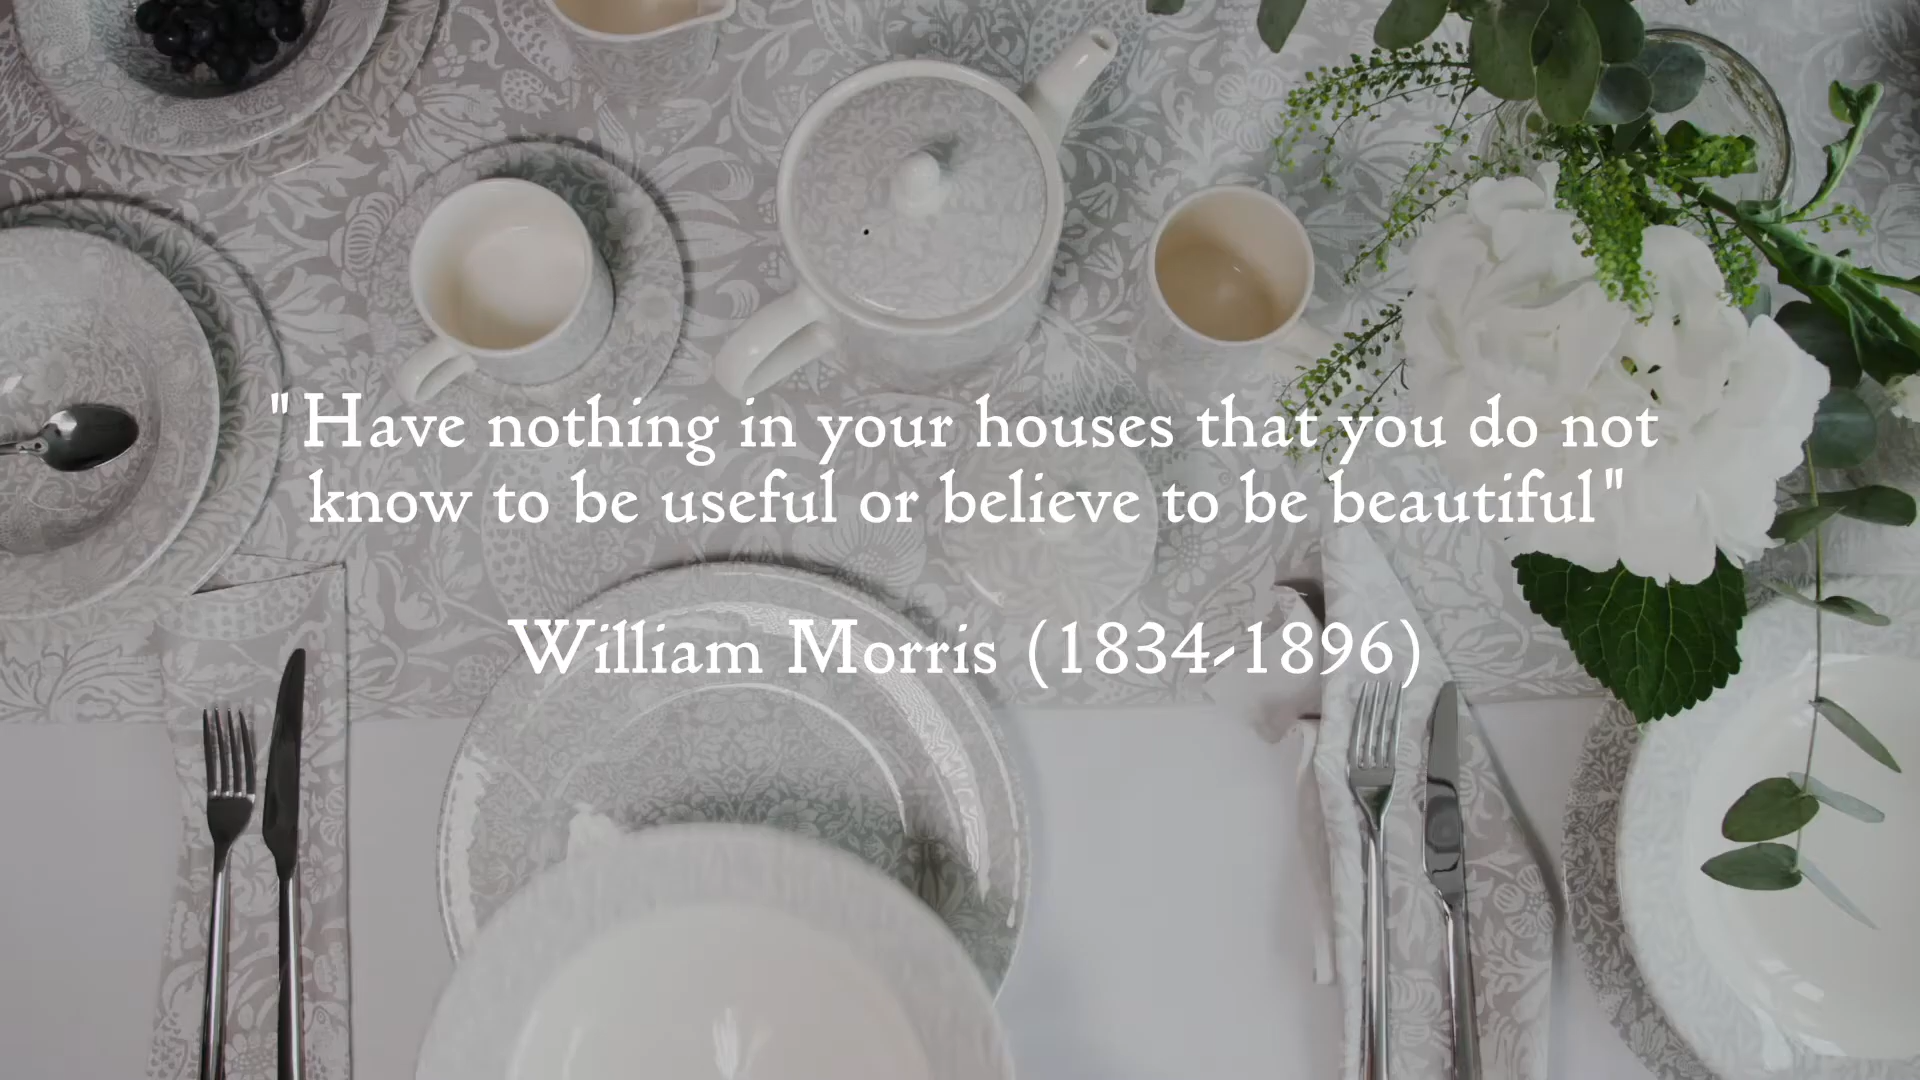 "Have nothing in your houses that you do not
know to be useful or believe to be beautiful"
William Morris (1834-1896)